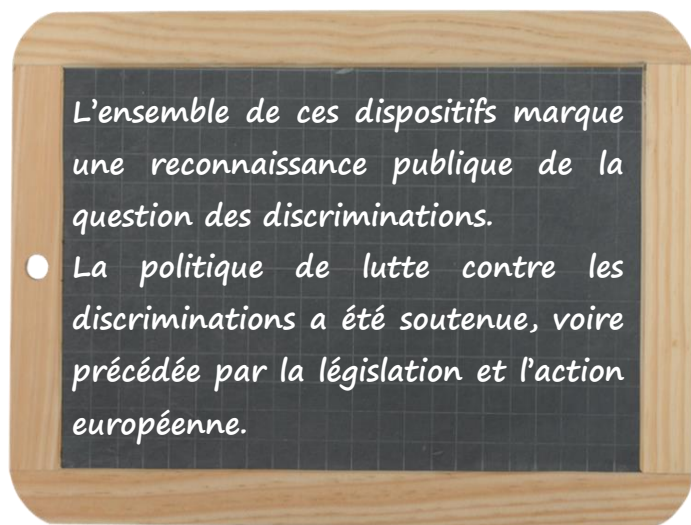 L'ensemble de ces dispositifs marque
une reconnaissance publique de la
question des discriminations.
La politique de lutte contre les
discriminations a été soutenue, voire
précédée par la législation et l'action
européenne.